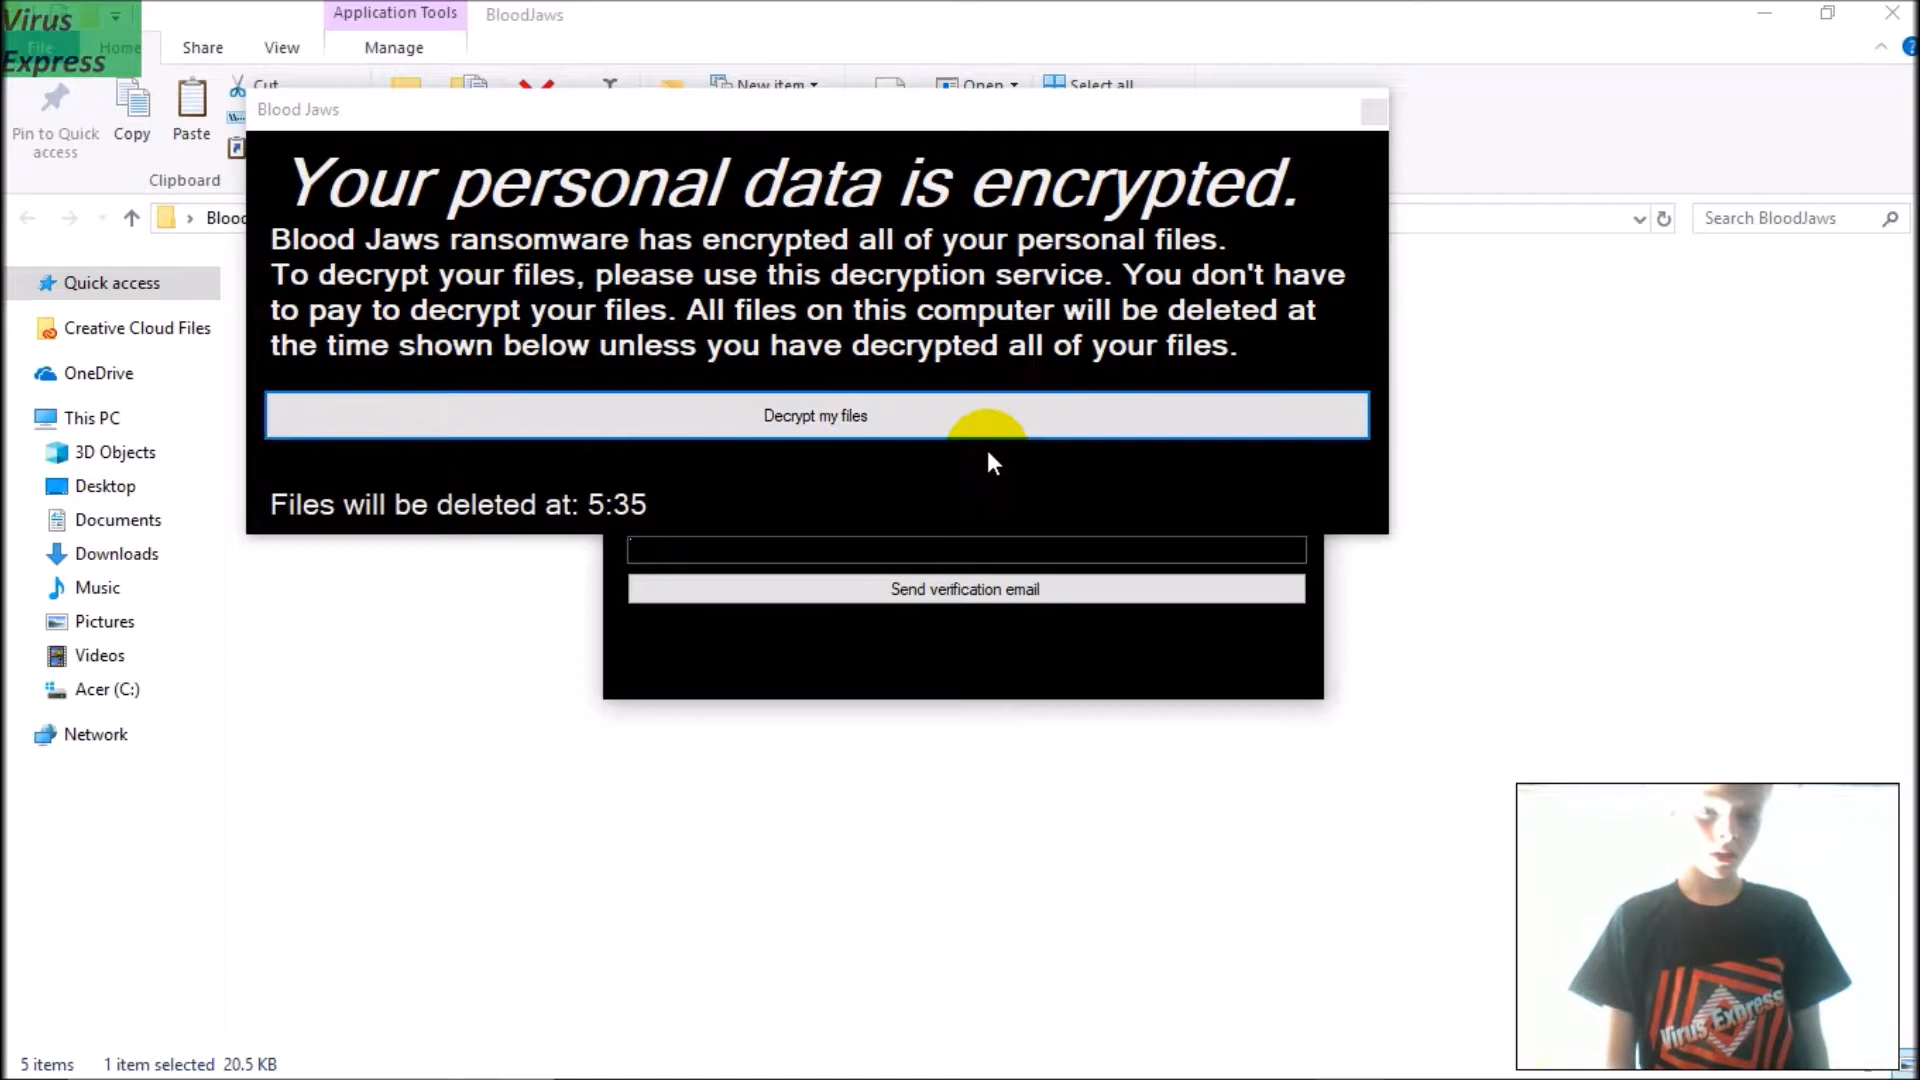 Virus
Express
Application Tools
BloodJaws
File
Home
Share
View
Manage
Pin to Quick
access
Copy
Paste
Cut
New item
Open
Select all
Clipboard
Blood
Search BloodJaws
Blood Jaws
Your personal data is encrypted.
Blood Jaws ransomware has encrypted all of your personal files.
To decrypt your files, please use this decryption service. You don't have
to pay to decrypt your files. All files on this computer will be deleted at
the time shown below unless you have decrypted all of your files.
Decrypt my files
Files will be deleted at: 5:35
Send verification email
Quick access
Creative Cloud Files
OneDrive
This PC
3D Objects
Desktop
Documents
Downloads
Music
Pictures
Videos
Acer (C:)
Network
Virus Express
5 items
1 item selected 20.5 KB